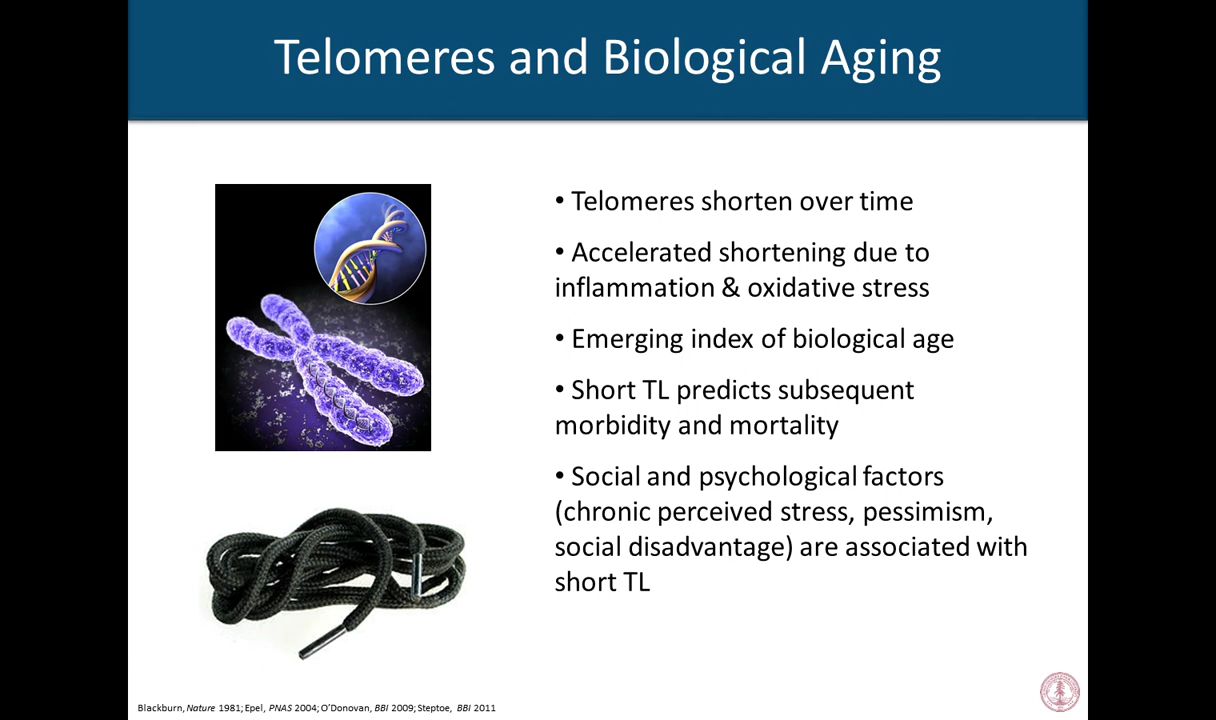 Telomeres and Biological Aging
• Telomeres shorten over time
• Accelerated shortening due to
inflammation & oxidative stress
• Emerging index of biological age
• Short TL predicts subsequent
morbidity and mortality
• Social and psychological factors
(chronic perceived stress, pessimism,
social disadvantage) are associated with
short TL
Blackburn, Nature 1981; Epel, PNAS 2004; O'Donovan, BBI 2009; Steptoe, BBI 2011